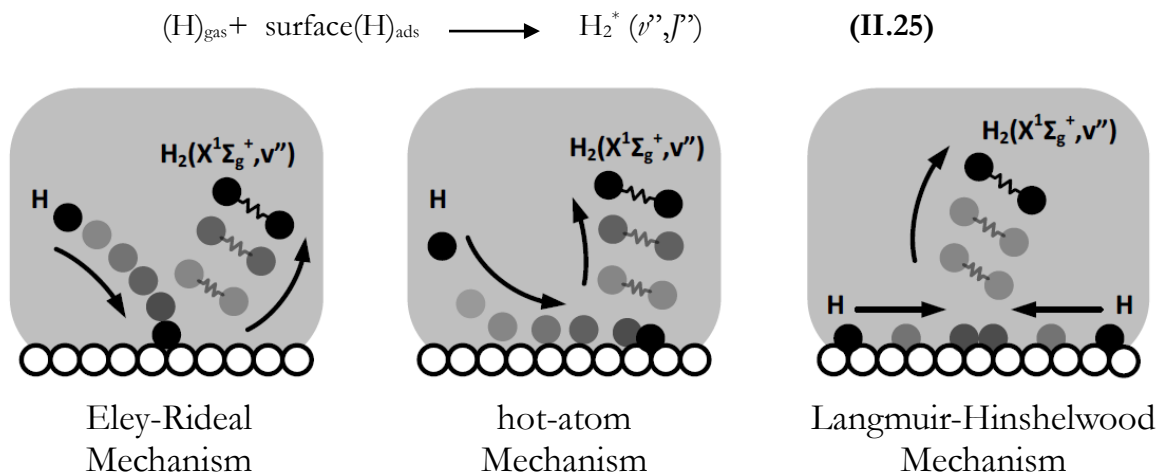 (H)gas+ surface(H)ads ⟶ H₂* (v”,J”) (II.25)
H₂(X¹Σg⁺,v”)
H
H₂(X¹Σg⁺,v”)
H
H₂(X¹Σg⁺,v”)
H H
Eley-Rideal
Mechanism
hot-atom
Mechanism
Langmuir-Hinshelwood
Mechanism